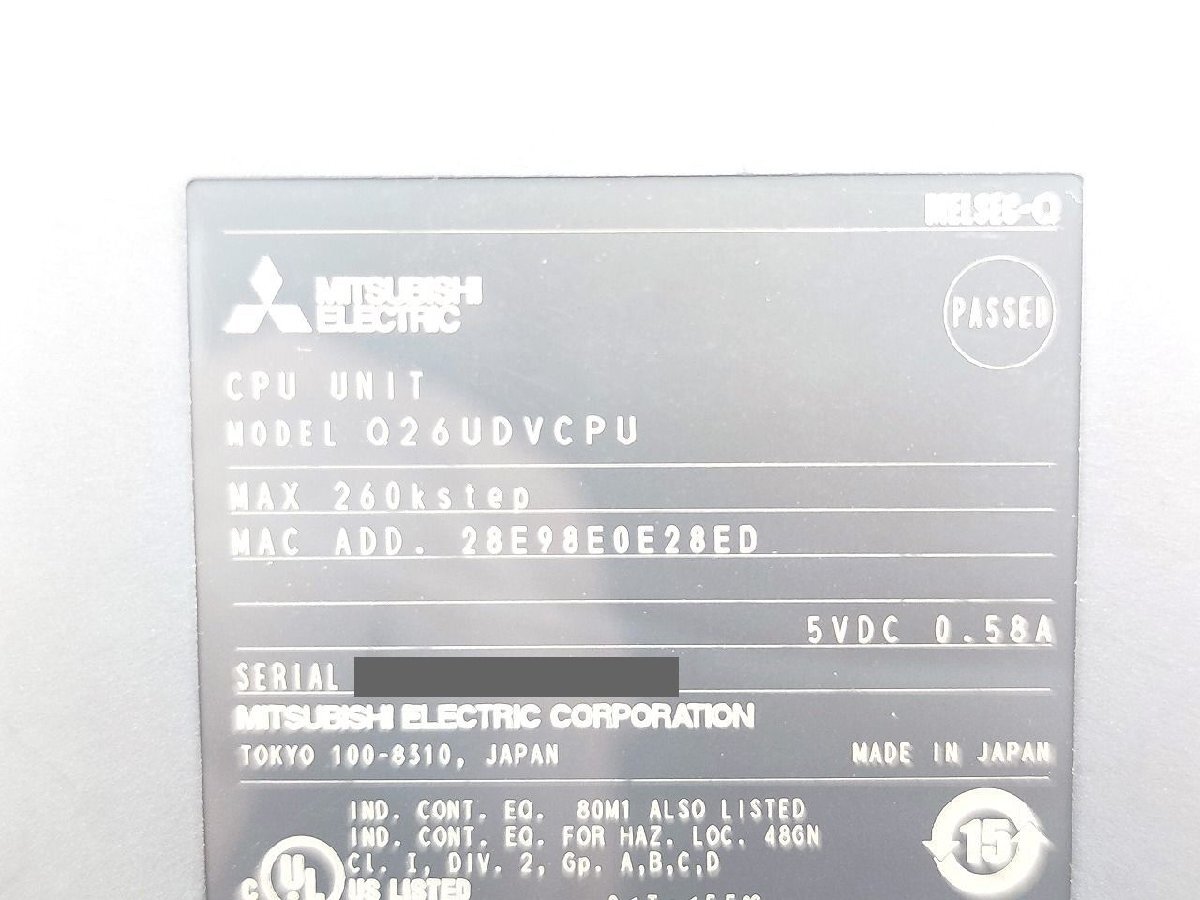 MELSEC-Q
MITSUBISHI
ELECTRIC
PASSED
CPU UNIT
MODEL Q26UDVCPU
MAX 260kstep
MAC ADD. 28E98E0E28ED
5VDC 0.58A
SERIAL
MITSUBISHI ELECTRIC CORPORATION
TOKYO 100-8310, JAPAN MADE IN JAPAN
IND. CONT. EQ. 80M1 ALSO LISTED
IND. CONT. EQ. FOR HAZ. LOC. 48GN
CL. I, DIV. 2, Gp. A,B,C,D
C UL US LISTED
15